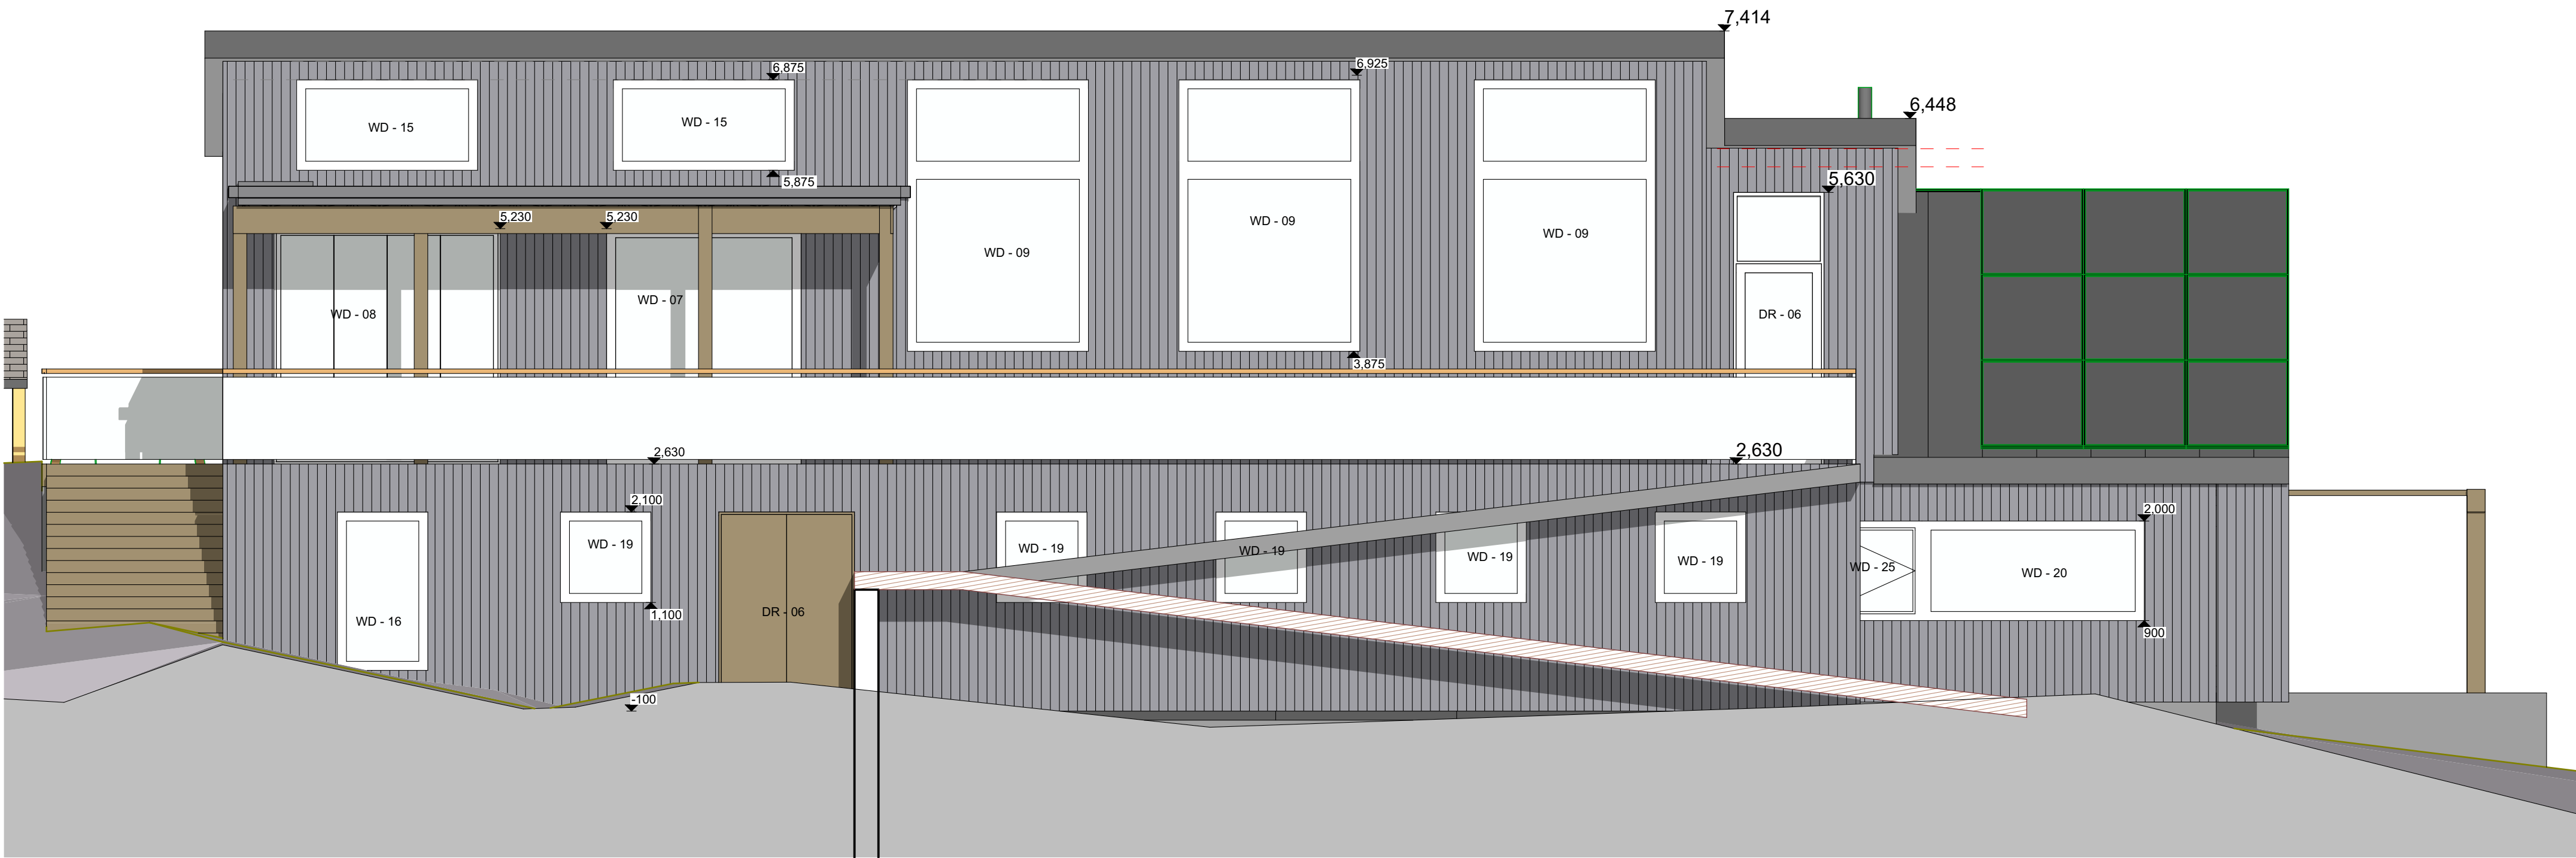 7,414
6,875
6,925
6,448
WD - 15
WD - 15
5,875
5,630
5,230
5,230
WD - 09
WD - 09
WD - 09
WD - 08
WD - 07
DR - 06
3,875
2,630
2,630
2,100
2,000
WD - 19
WD - 19
WD - 19
WD - 19
WD - 19
WD - 25
WD - 20
WD - 16
DR - 06
1,100
900
-100